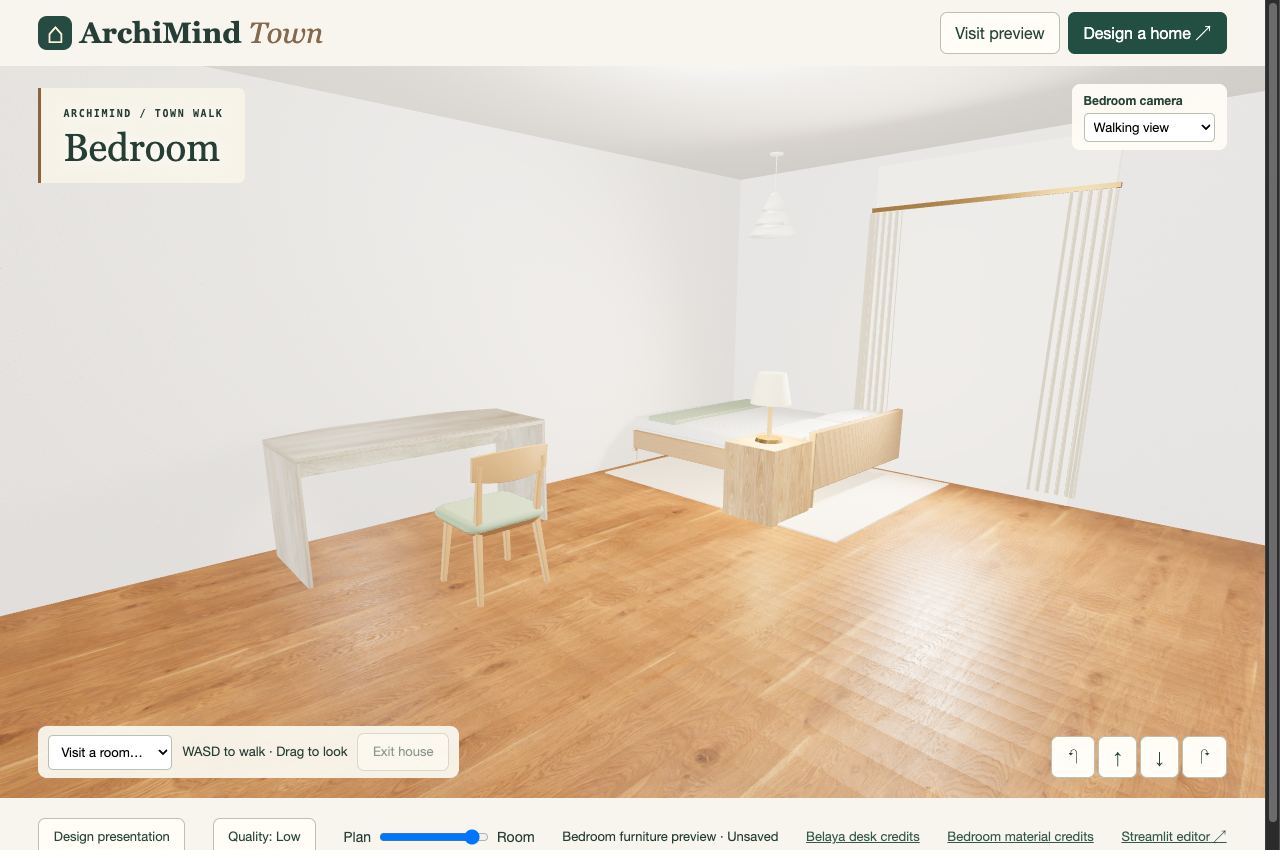 ArchiMind Town
Visit preview
Design a home ↗
ARCHIMIND / TOWN WALK
Bedroom
Bedroom camera
Walking view
Visit a room...
WASD to walk · Drag to look
Exit house
↰ ↑ ↓ ↱
Design presentation
Quality: Low
Plan
Room
Bedroom furniture preview · Unsaved
Belaya desk credits
Bedroom material credits
Streamlit editor ↗